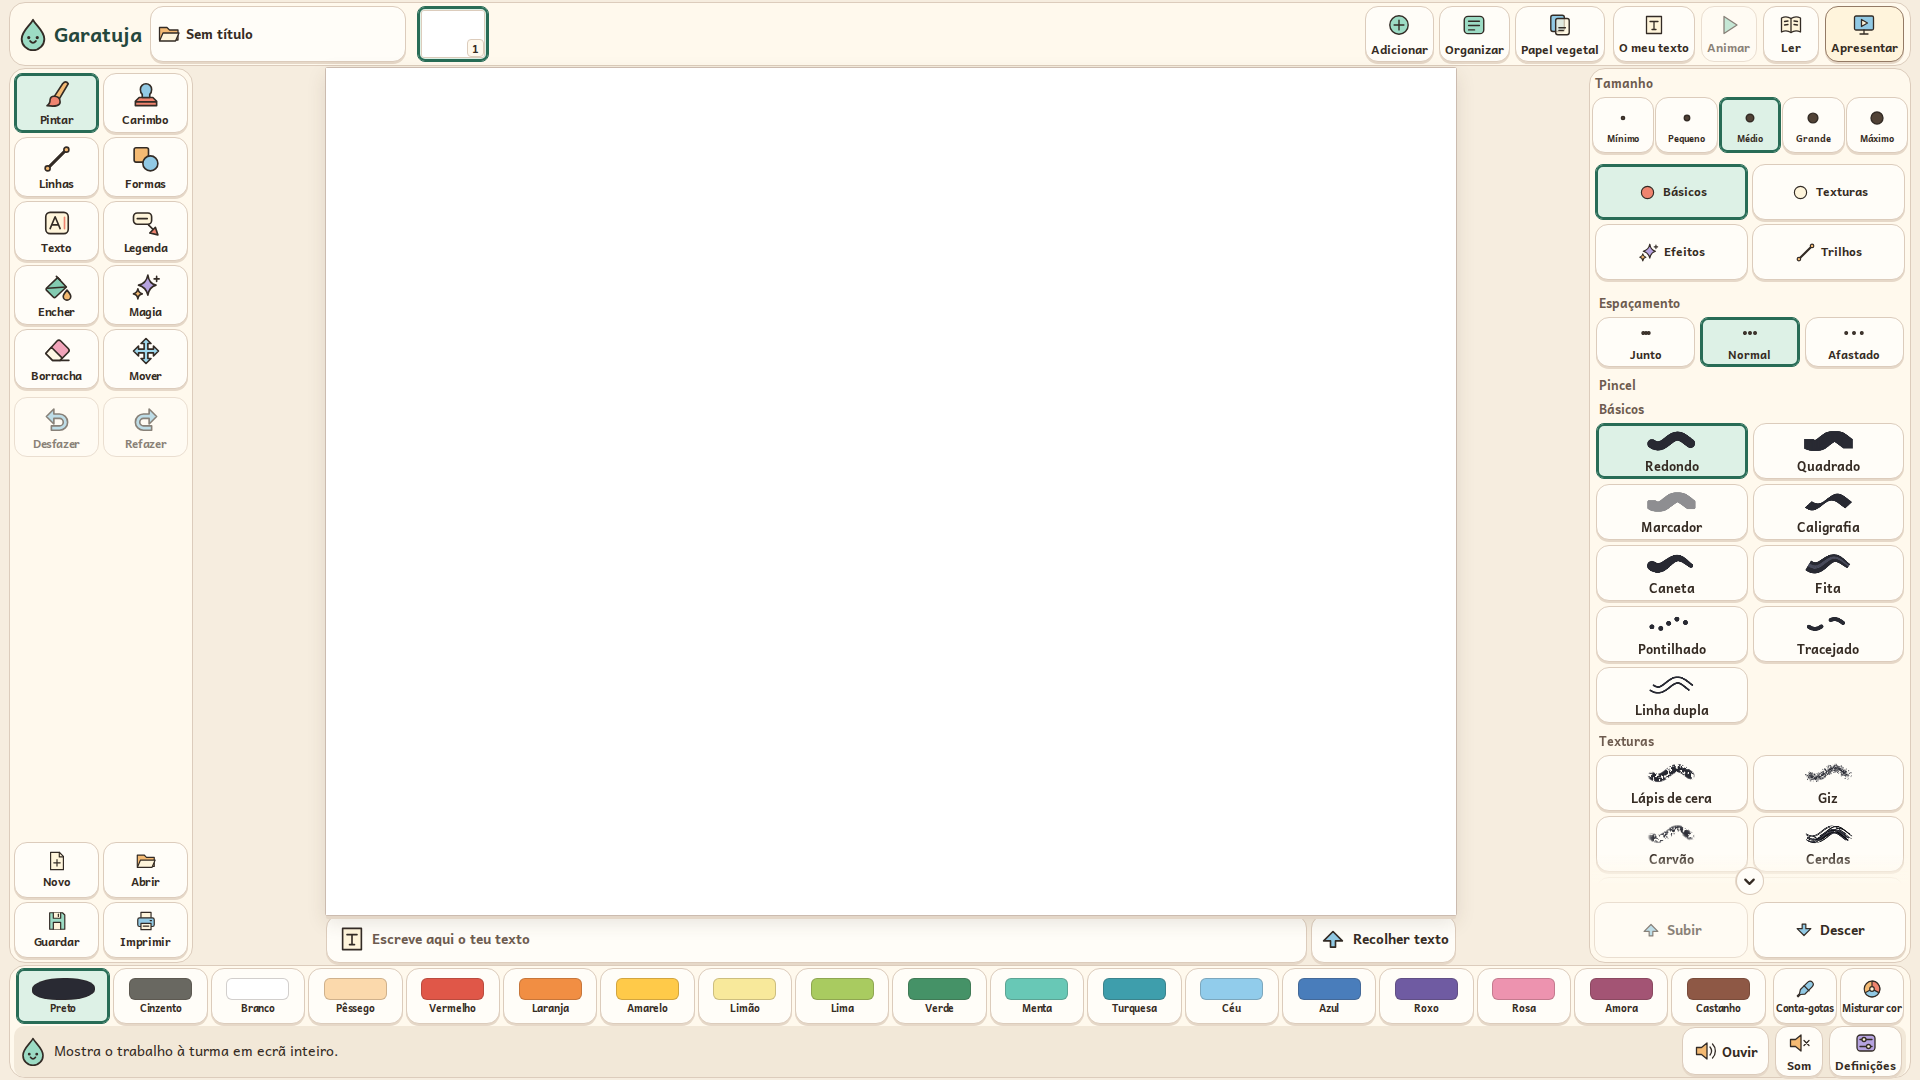 Garatuja
Sem título
1
Adicionar
Organizar
Papel vegetal
O meu texto
Animar
Ler
Apresentar
Pintar
Carimbo
Linhas
Formas
Texto
Legenda
Encher
Magia
Borracha
Mover
Desfazer
Refazer
Novo
Abrir
Guardar
Imprimir
Tamanho
Mínimo
Pequeno
Médio
Grande
Máximo
Básicos
Texturas
Efeitos
Trilhos
Espaçamento
Junto
Normal
Afastado
Pincel
Básicos
Redondo
Quadrado
Marcador
Caligrafia
Caneta
Fita
Pontilhado
Tracejado
Linha dupla
Texturas
Lápis de cera
Giz
Carvão
Cerdas
Subir
Descer
Escreve aqui o teu texto
Recolher texto
Preto
Cinzento
Branco
Pêssego
Vermelho
Laranja
Amarelo
Limão
Lima
Verde
Menta
Turquesa
Céu
Azul
Roxo
Rosa
Amora
Castanho
Conta-gotas
Misturar cor
Mostra o trabalho à turma em ecrã inteiro.
Ouvir
Som
Definições